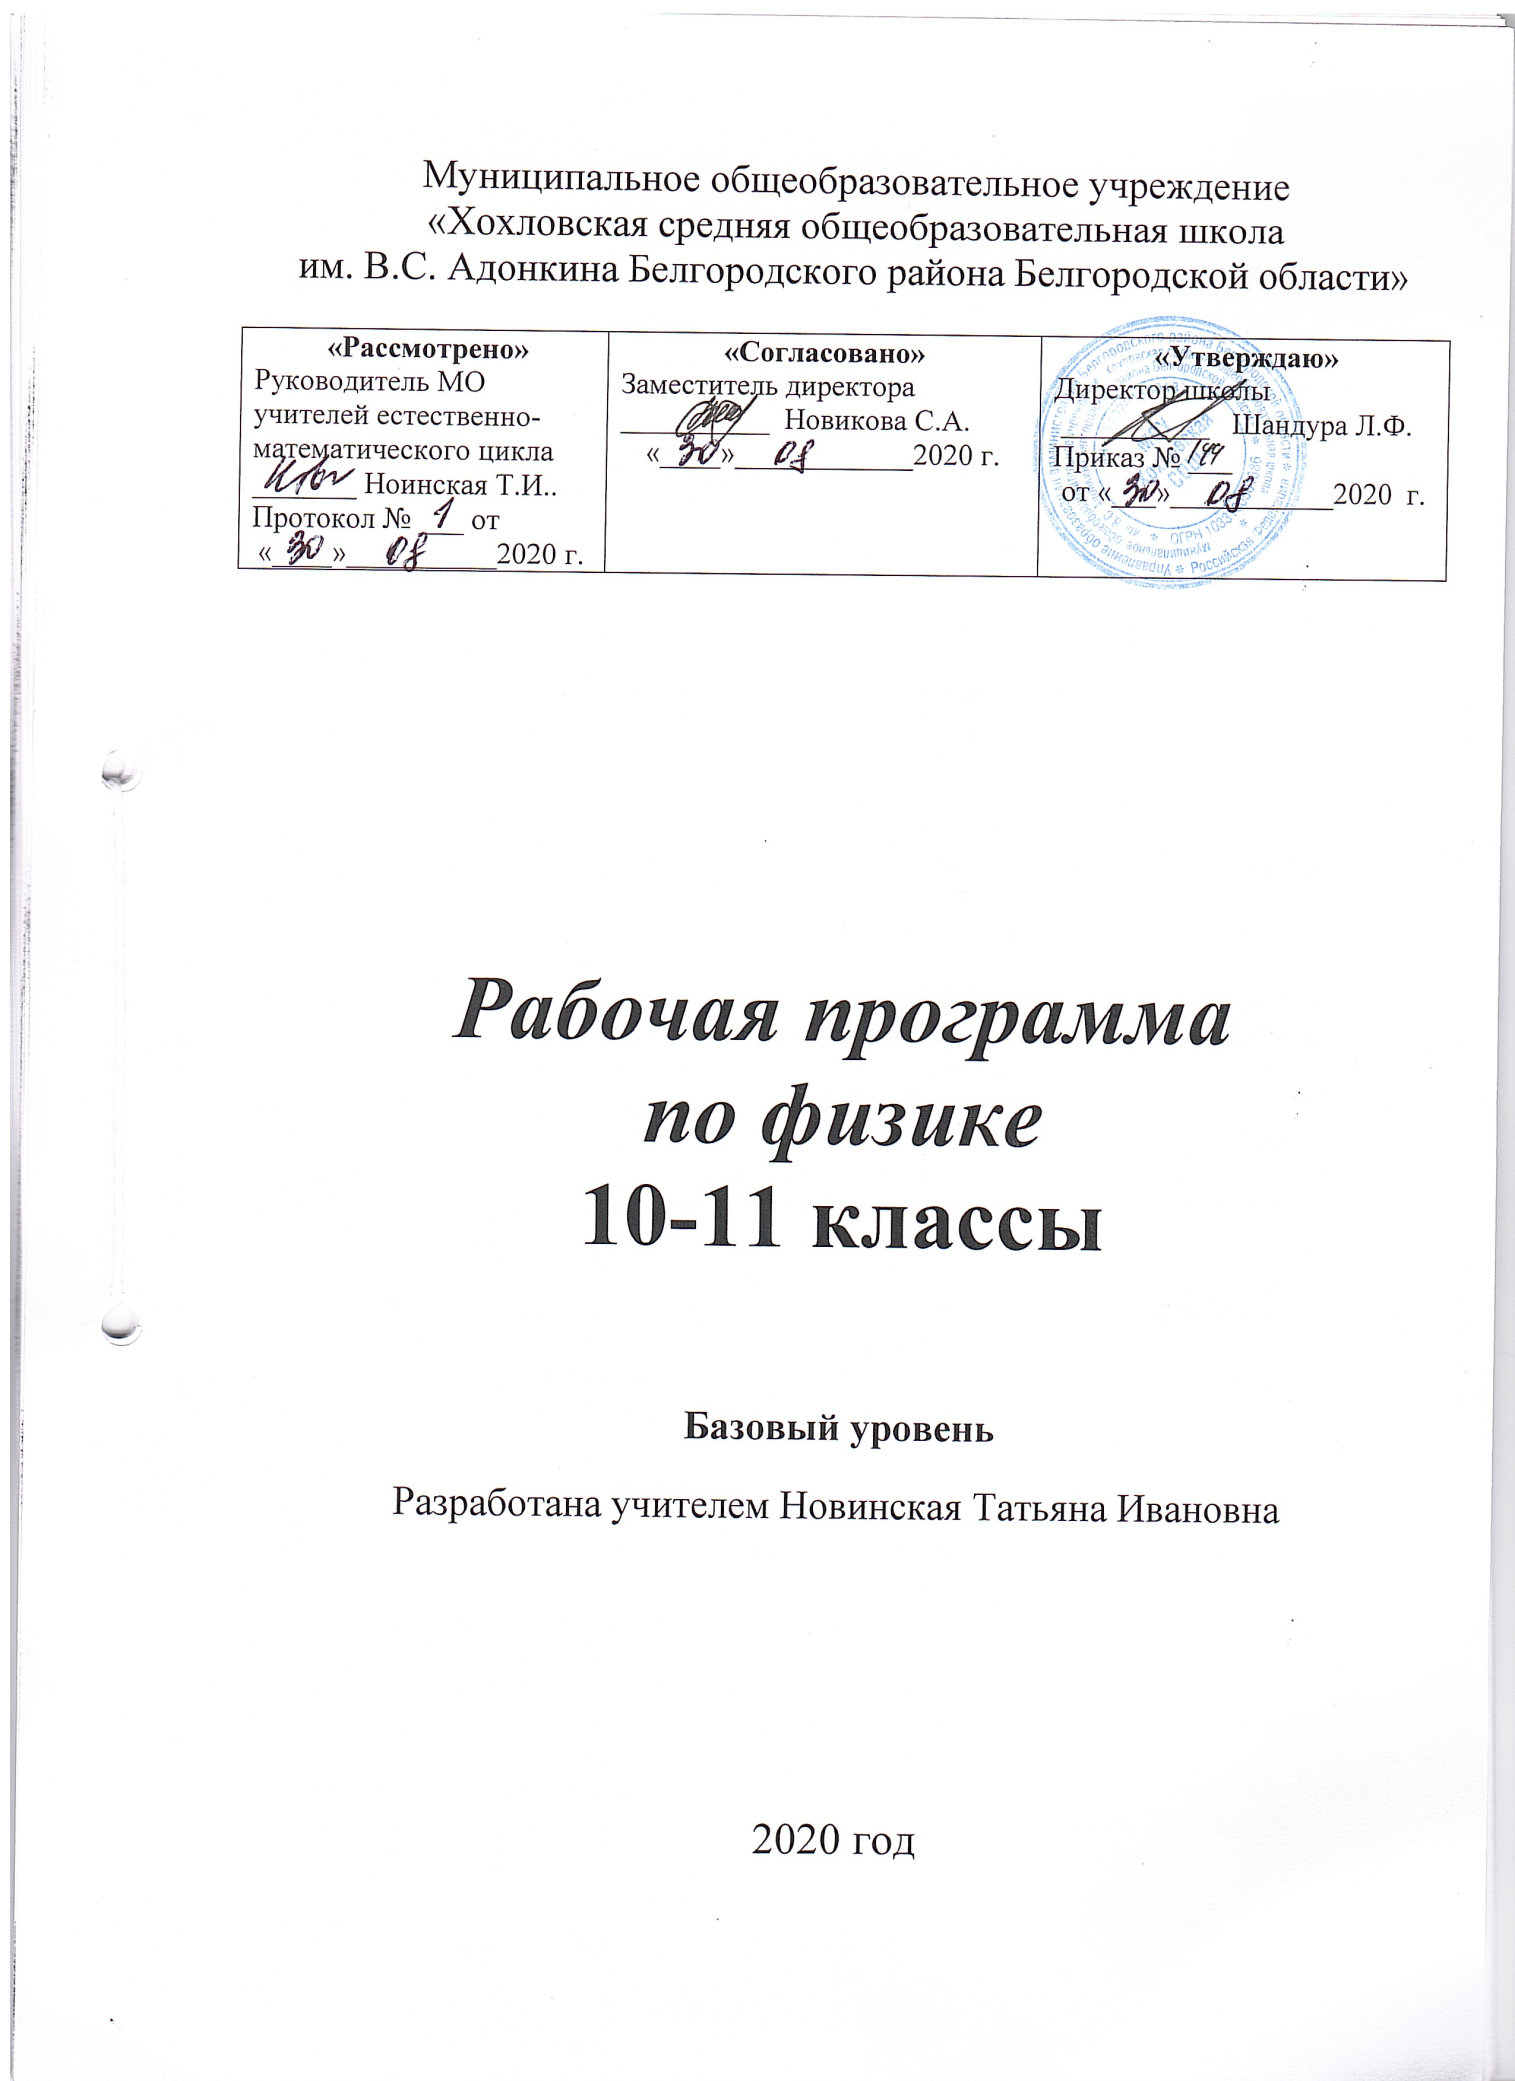 Муниципальное общеобразовательное учреждение
«Хохловская средняя общеобразовательная школа
им. В.С. Адонкина Белгородского района Белгородской области»
«Рассмотрено»
Руководитель МО
учителей естественно-
математического цикла
_______ Ноинская Т.И..
Протокол № 1 от
«30» 08 2020 г.
«Согласовано»
Заместитель директора
__________ Новикова С.А.
«30» 08 2020 г.
«Утверждаю»
Директор школы
__________ Шандура Л.Ф.
Приказ №
от «30» 08 2020 г.
Рабочая программа
по физике
10-11 классы
Базовый уровень
Разработана учителем Новинская Татьяна Ивановна
2020 год